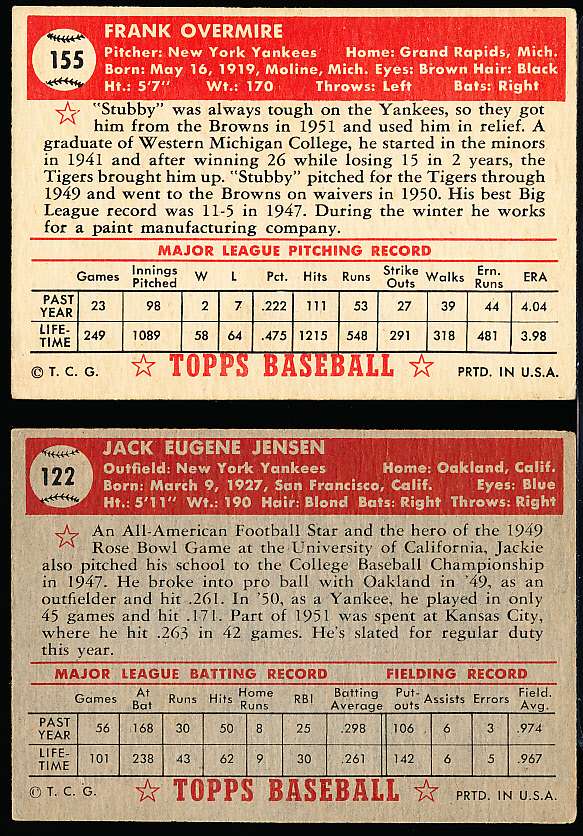 155
FRANK OVERMIRE
Pitcher: New York Yankees Home: Grand Rapids, Mich.
Born: May 16, 1919, Moline, Mich. Eyes: Brown Hair: Black
Ht.: 5'7" Wt.: 170 Throws: Left Bats: Right
"Stubby" was always tough on the Yankees, so they got
him from the Browns in 1951 and used him in relief. A
graduate of Western Michigan College, he started in the minors
in 1941 and after winning 26 while losing 15 in 2 years, the
Tigers brought him up. "Stubby" pitched for the Tigers through
1949 and went to the Browns on waivers in 1950. His best Big
League record was 11-5 in 1947. During the winter he works
for a paint manufacturing company.
MAJOR LEAGUE PITCHING RECORD
Games Innings Pitched W L Pct. Hits Runs Strike Outs Walks Ern. Runs ERA
PAST YEAR 23 98 2 7 .222 111 53 27 39 44 4.04
LIFE-TIME 249 1089 58 64 .475 1215 548 291 318 481 3.98
© T. C. G. TOPPS BASEBALL PRTD. IN U.S.A.
122
JACK EUGENE JENSEN
Outfield: New York Yankees Home: Oakland, Calif.
Born: March 9, 1927, San Francisco, Calif. Eyes: Blue
Ht.: 5'11" Wt.: 190 Hair: Blond Bats: Right Throws: Right
An All-American Football Star and the hero of the 1949
Rose Bowl Game at the University of California, Jackie
also pitched his school to the College Baseball Championship
in 1947. He broke into pro ball with Oakland in '49, as an
outfielder and hit .261. In '50, as a Yankee, he played in only
45 games and hit .171. Part of 1951 was spent at Kansas City,
where he hit .263 in 42 games. He's slated for regular duty
this year.
MAJOR LEAGUE BATTING RECORD FIELDING RECORD
Games At Bat Runs Hits Home Runs RBI Batting Average Put-outs Assists Errors Field. Avg.
PAST YEAR 56 168 30 50 8 25 .298 106 6 3 .974
LIFE-TIME 101 238 43 62 9 30 .261 142 6 5 .967
© T. C. G. TOPPS BASEBALL PRTD. IN U.S.A.